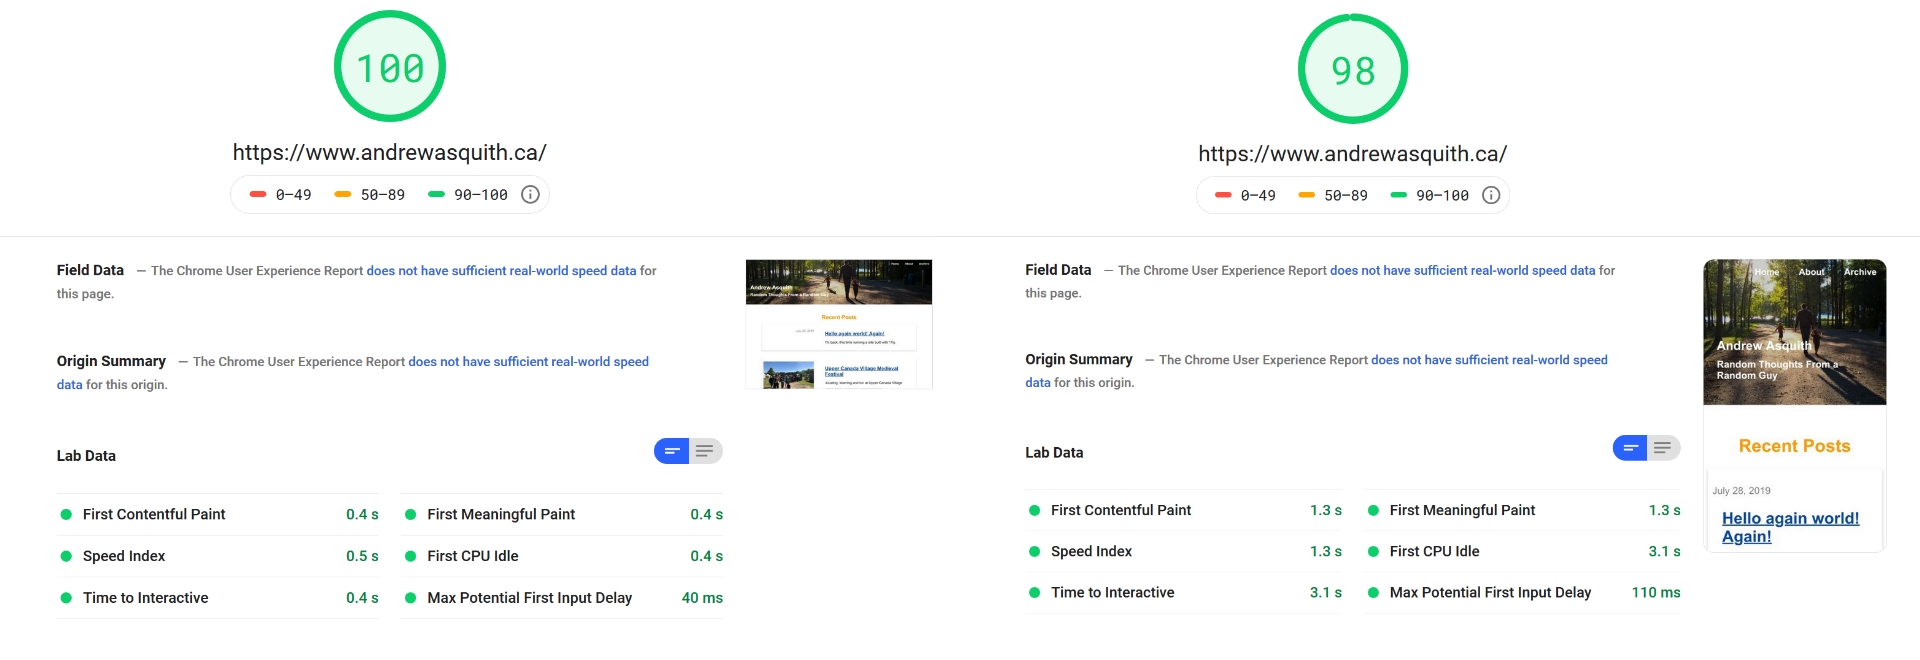 100
https://www.andrewasquith.ca/
0–49 50–89 90–100
Field Data — The Chrome User Experience Report does not have sufficient real-world speed data for
this page.
Origin Summary — The Chrome User Experience Report does not have sufficient real-world speed
data for this origin.
Lab Data
First Contentful Paint 0.4 s First Meaningful Paint 0.4 s
Speed Index 0.5 s First CPU Idle 0.4 s
Time to Interactive 0.4 s Max Potential First Input Delay 40 ms
Home About Archive
Andrew Asquith
Random Thoughts From a Random Guy
Recent Posts
July 28, 2019
Hello again world! Again!
Upper Canada Village Medieval
Festival
98
https://www.andrewasquith.ca/
0–49 50–89 90–100
Field Data — The Chrome User Experience Report does not have sufficient real-world speed data for
this page.
Origin Summary — The Chrome User Experience Report does not have sufficient real-world speed
data for this origin.
Lab Data
First Contentful Paint 1.3 s First Meaningful Paint 1.3 s
Speed Index 1.3 s First CPU Idle 3.1 s
Time to Interactive 3.1 s Max Potential First Input Delay 110 ms
Home About Archive
Andrew Asquith
Random Thoughts From a
Random Guy
Recent Posts
July 28, 2019
Hello again world!
Again!